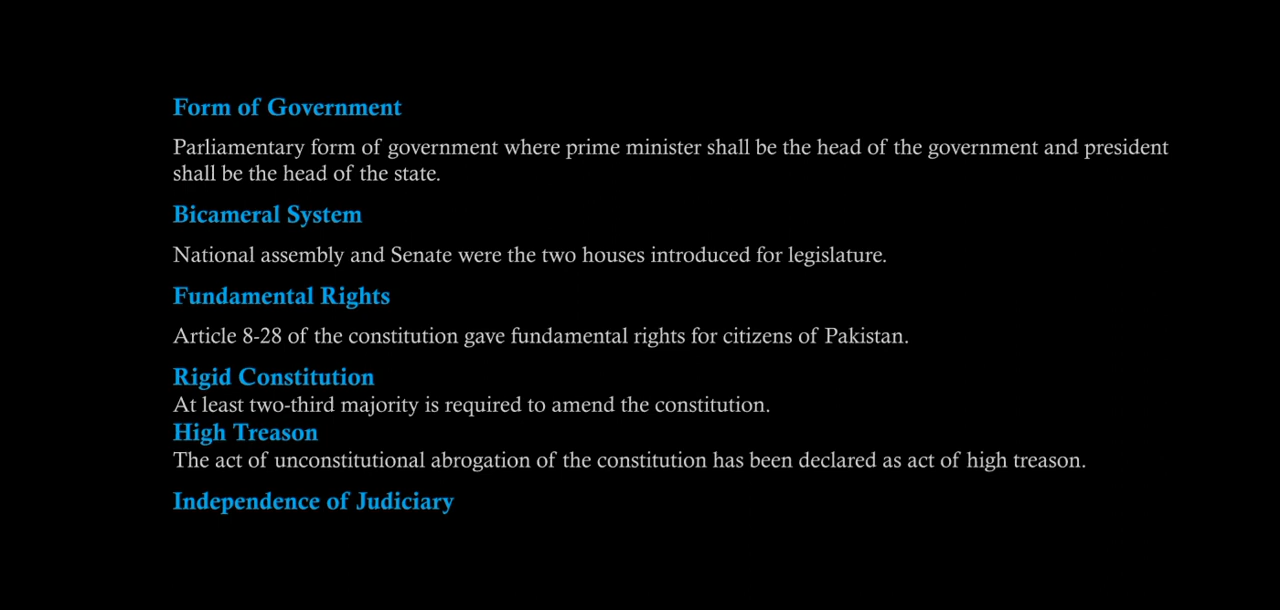 Form of Government
Parliamentary form of government where prime minister shall be the head of the government and president
shall be the head of the state.
Bicameral System
National assembly and Senate were the two houses introduced for legislature.
Fundamental Rights
Article 8-28 of the constitution gave fundamental rights for citizens of Pakistan.
Rigid Constitution
At least two-third majority is required to amend the constitution.
High Treason
The act of unconstitutional abrogation of the constitution has been declared as act of high treason.
Independence of Judiciary